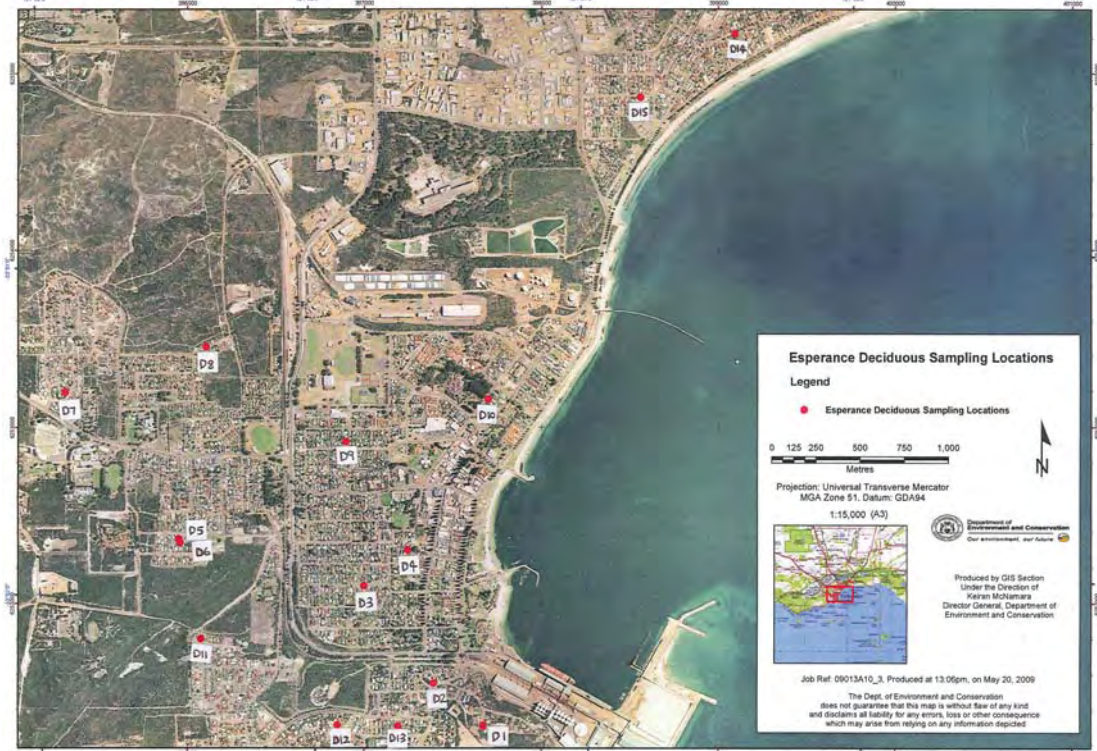 396000
397000
398000
399000
400000
401000
D14
D15
D8
D7
D10
D9
D5
D6
D4
D3
D11
D2
D12
D13
D1
Esperance Deciduous Sampling Locations
Legend
Esperance Deciduous Sampling Locations
0 125 250 500 750 1,000
Metres
N
Projection: Universal Transverse Mercator
MGA Zone 51. Datum: GDA94
1:15,000 (A3)
Department of
Environment and Conservation
Our environment, our future
Produced by GIS Section
Under the Direction of
Keiran McNamara
Director General, Department of
Environment and Conservation
Job Ref: 09013A10_3, Produced at 13:06pm, on May 20, 2009
The Dept. of Environment and Conservation
does not guarantee that this map is without flaw of any kind
and disclaims all liability for any errors, loss or other consequence
which may arise from relying on any information depicted